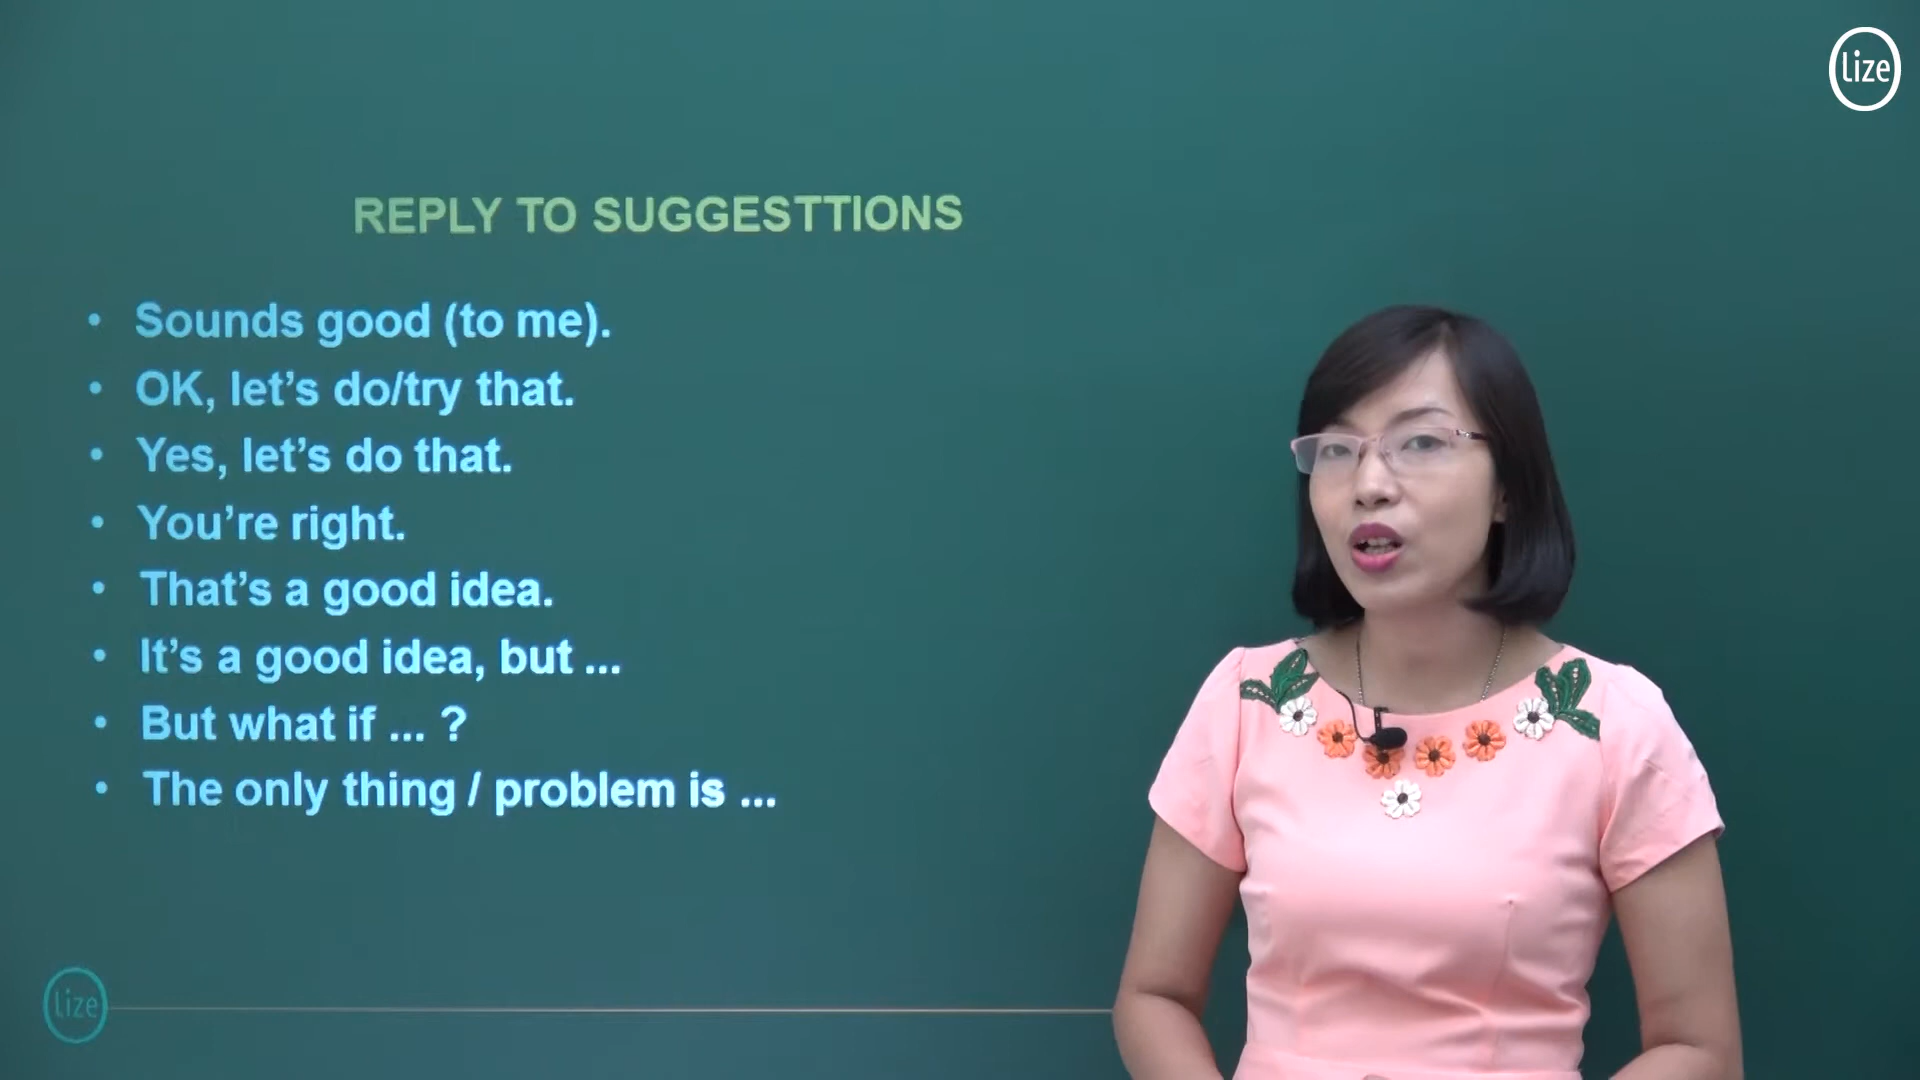 lize
REPLY TO SUGGESTTIONS
• Sounds good (to me).
• OK, let’s do/try that.
• Yes, let’s do that.
• You’re right.
• That’s a good idea.
• It’s a good idea, but ...
• But what if ... ?
• The only thing / problem is ...
lize